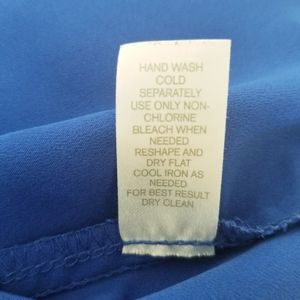 HAND WASH
COLD
SEPARATELY
USE ONLY NON-
CHLORINE
BLEACH WHEN
NEEDED
RESHAPE AND
DRY FLAT
COOL IRON AS
NEEDED
FOR BEST RESULT
DRY CLEAN